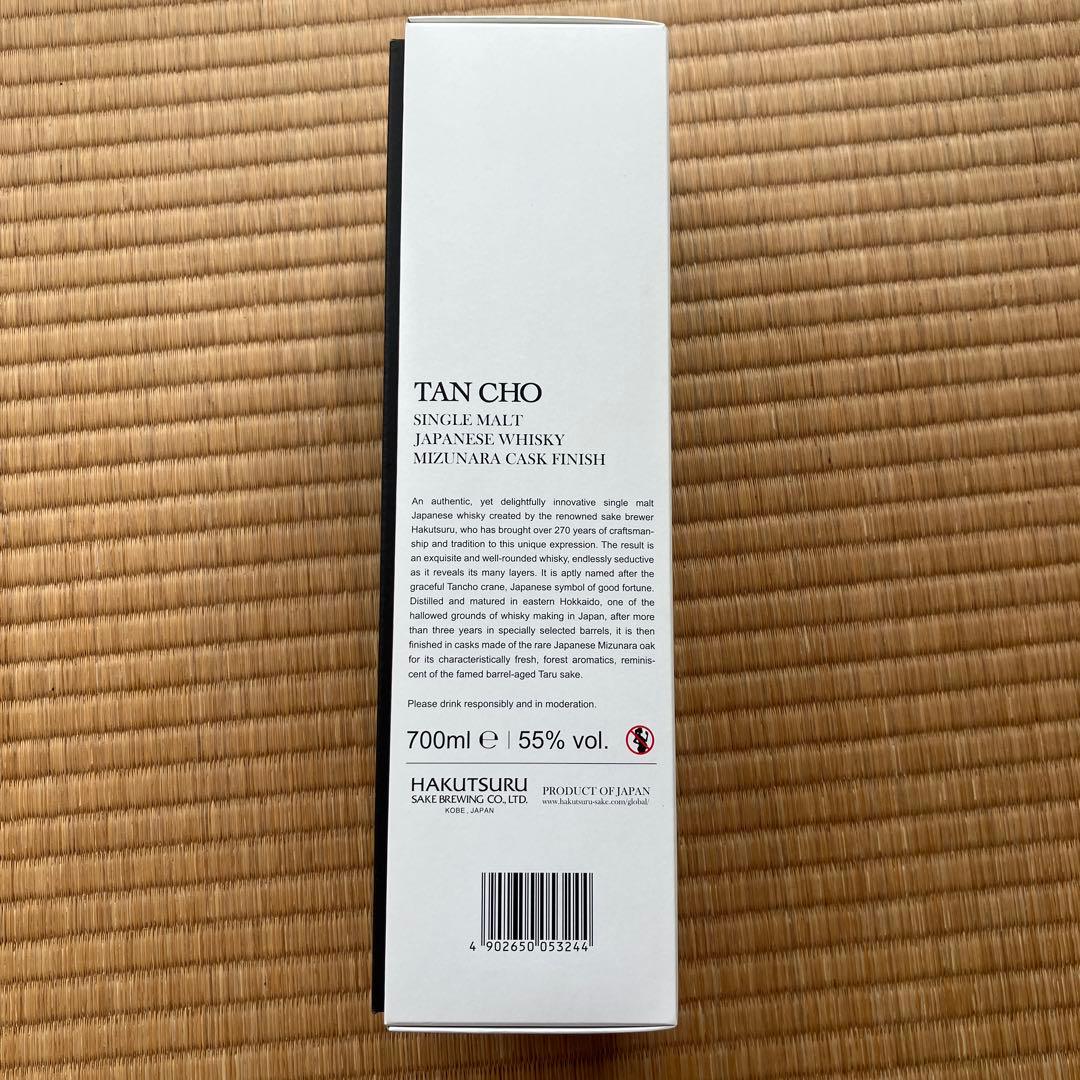 TAN CHO
SINGLE MALT
JAPANESE WHISKY
MIZUNARA CASK FINISH
An authentic, yet delightfully innovative single malt
Japanese whisky created by the renowned sake brewer
Hakutsuru, who has brought over 270 years of craftsman-
ship and tradition to this unique expression. The result is
an exquisite and well-rounded whisky, endlessly seductive
as it reveals its many layers. It is aptly named after the
graceful Tancho crane, Japanese symbol of good fortune.
Distilled and matured in eastern Hokkaido, one of the
hallowed grounds of whisky making in Japan, after more
than three years in specially selected barrels, it is then
finished in casks made of the rare Japanese Mizunara oak
for its characteristically fresh, forest aromatics, reminis-
cent of the famed barrel-aged Taru sake.
Please drink responsibly and in moderation.
700ml ℮ | 55% vol.
HAKUTSURU
SAKE BREWING CO., LTD.
KOBE, JAPAN
PRODUCT OF JAPAN
www.hakutsuru-sake.com/global/
4 902650 053244